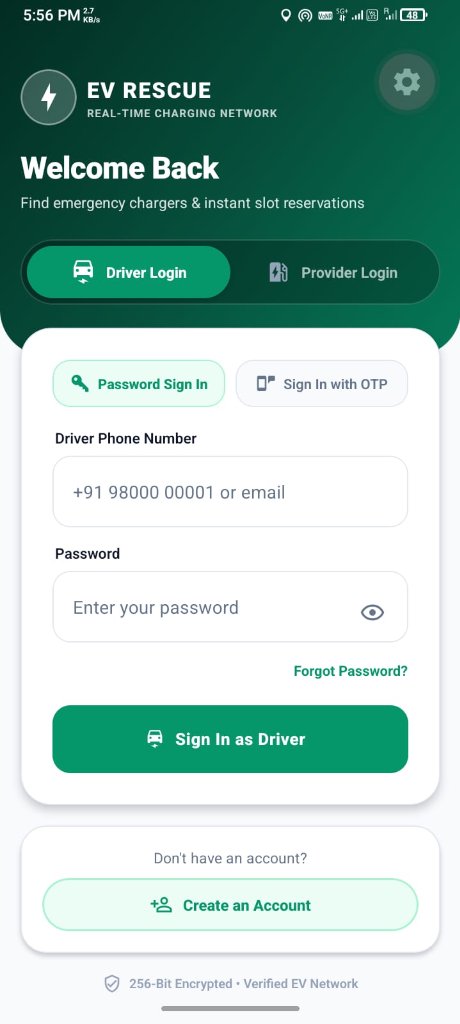 5:56 PM 2.7 KB/s 5G+ R 48
EV RESCUE
REAL-TIME CHARGING NETWORK
Welcome Back
Find emergency chargers & instant slot reservations
Driver Login Provider Login
Password Sign In Sign In with OTP
Driver Phone Number
+91 98000 00001 or email
Password
Enter your password
Forgot Password?
Sign In as Driver
Don't have an account?
Create an Account
256-Bit Encrypted • Verified EV Network